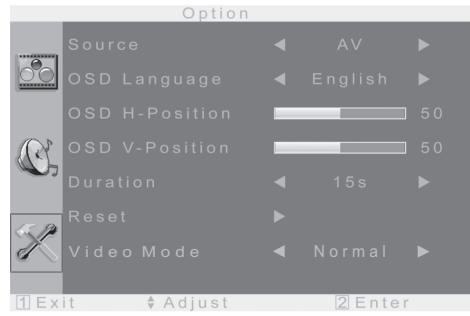 Option
Source AV
OSD Language English
OSD H-Position 50
OSD V-Position 50
Duration 15s
Reset
Video Mode Normal
1 Exit Adjust 2 Enter